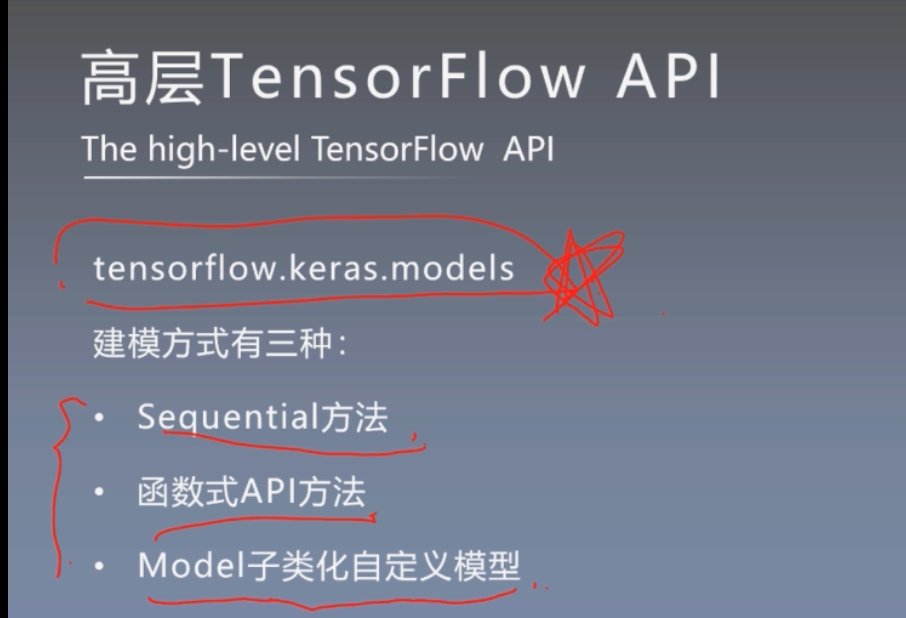 高层TensorFlow API
The high-level TensorFlow API
tensorflow.keras.models
建模方式有三种：
• Sequential方法
• 函数式API方法
• Model子类化自定义模型